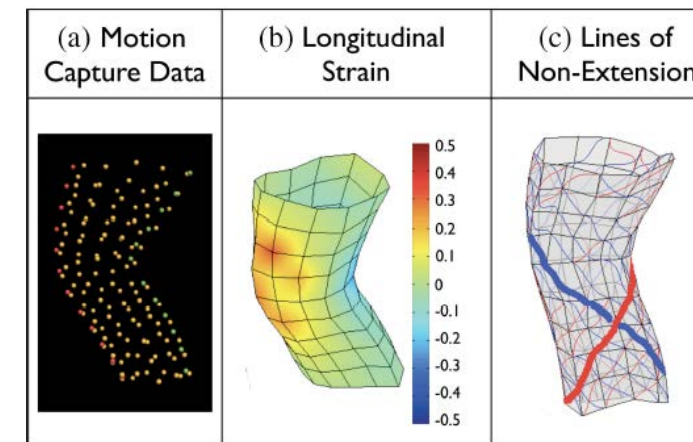 (a) Motion
Capture Data
(b) Longitudinal
Strain
(c) Lines of
Non-Extension
0.5
0.4
0.3
0.2
0.1
0
-0.1
-0.2
-0.3
-0.4
-0.5